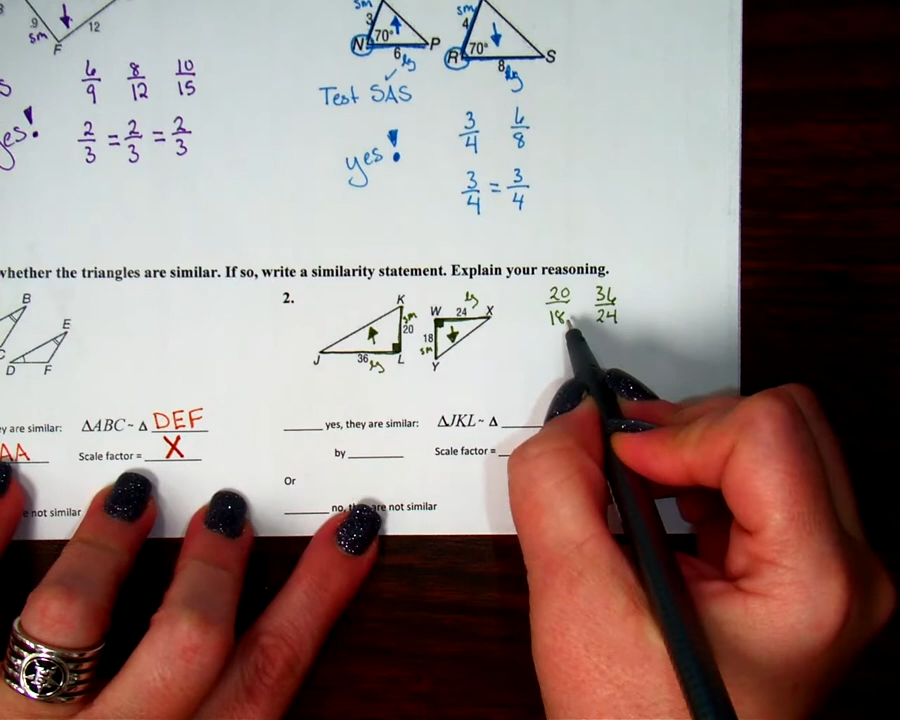 9
sm
F
12
6/9 8/12 10/15
yes!
2/3 = 2/3 = 2/3
sm
3
70°
N
6
lg
P
sm
4
70°
R
8
lg
S
Test SAS
yes!
3/4 6/8
3/4 = 3/4
whether the triangles are similar. If so, write a similarity statement. Explain your reasoning.
B
E
C
D F
2.
K
sm
20
J
36
lg
L
W
24
lg
X
18
sm
Y
20/18 36/24
are similar: ΔABC ~ Δ DEF
AA Scale factor = X
e not similar
yes, they are similar: ΔJKL ~ Δ
by Scale factor =
Or
no, they are not similar